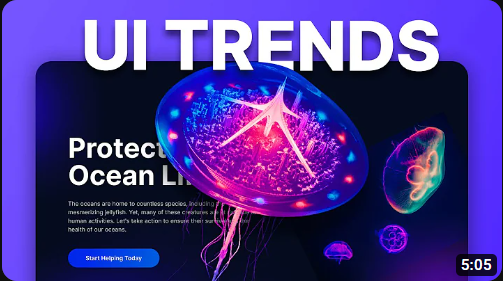 UI TRENDS
Protect
Ocean Li
The oceans are home to countless species, including
mesmerizing jellyfish. Yet, many of these creatures are
human activities. Let's take action to ensure their
health of our oceans.
Start Helping Today
5:05